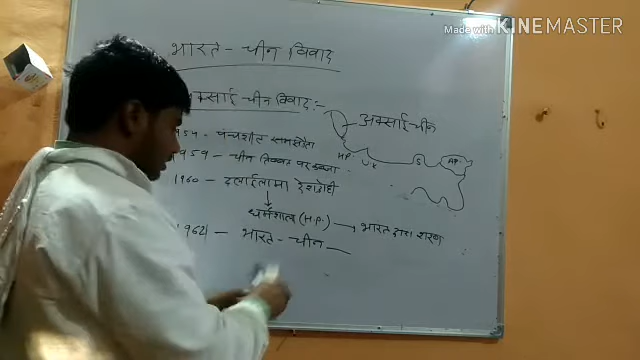 Made with KINEMASTER
भारत - चीन विवाद
अक्साई - चीन विवाद :-
अक्साई - चीन
HP UK S AP
1954 - पंचशील समझौता
1959 - चीन तिब्बत पर कब्जा
1960 - दलाईलामा देशद्रोही
धर्मशाला (H.P.) → भारत द्वारा शरण
1962 - भारत - चीन -